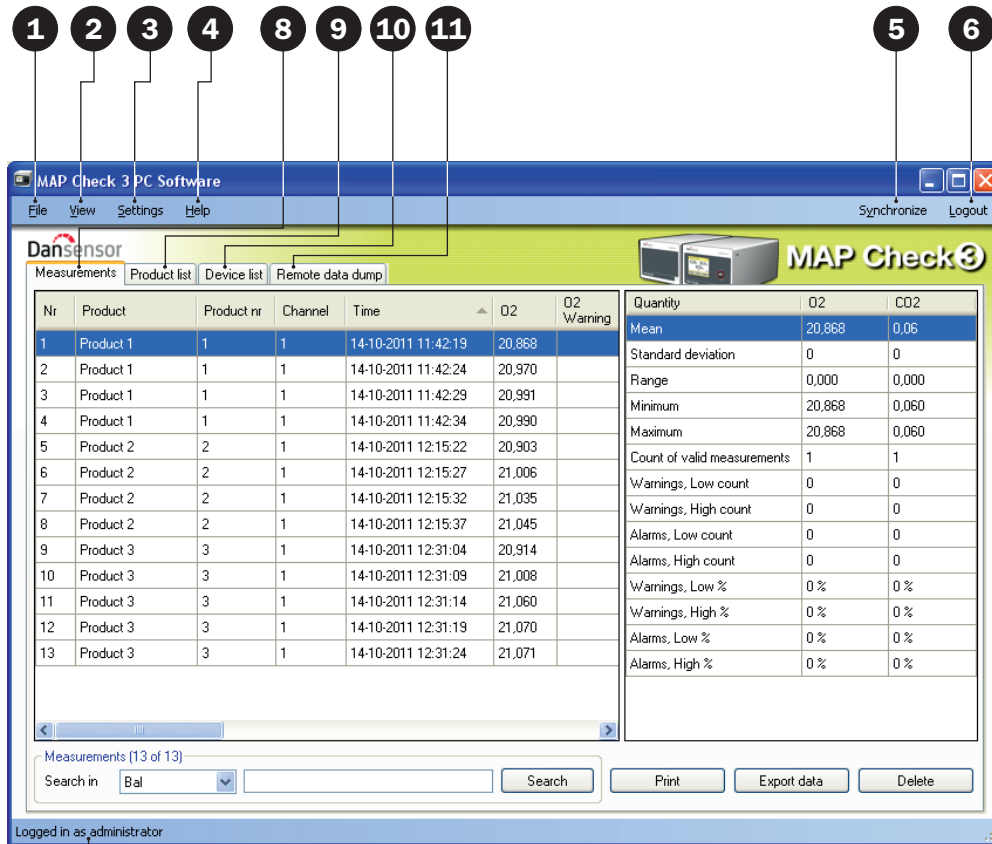 1 2 3 4 8 9 10 11 5 6
MAP Check 3 PC Software
File View Settings Help Synchronize Logout
Dansensor
MAP Check 3
Measurements Product list Device list Remote data dump
Nr Product Product nr Channel Time O2 O2 Warning
1 Product 1 1 1 14-10-2011 11:42:19 20,868
2 Product 1 1 1 14-10-2011 11:42:24 20,970
3 Product 1 1 1 14-10-2011 11:42:29 20,991
4 Product 1 1 1 14-10-2011 11:42:34 20,990
5 Product 2 2 1 14-10-2011 12:15:22 20,903
6 Product 2 2 1 14-10-2011 12:15:27 21,006
7 Product 2 2 1 14-10-2011 12:15:32 21,035
8 Product 2 2 1 14-10-2011 12:15:37 21,045
9 Product 3 3 1 14-10-2011 12:31:04 20,914
10 Product 3 3 1 14-10-2011 12:31:09 21,008
11 Product 3 3 1 14-10-2011 12:31:14 21,060
12 Product 3 3 1 14-10-2011 12:31:19 21,070
13 Product 3 3 1 14-10-2011 12:31:24 21,071
Quantity O2 CO2
Mean 20,868 0,06
Standard deviation 0 0
Range 0,000 0,000
Minimum 20,868 0,060
Maximum 20,868 0,060
Count of valid measurements 1 1
Warnings, Low count 0 0
Warnings, High count 0 0
Alarms, Low count 0 0
Alarms, High count 0 0
Warnings, Low % 0 % 0 %
Warnings, High % 0 % 0 %
Alarms, Low % 0 % 0 %
Alarms, High % 0 % 0 %
Measurements (13 of 13)
Search in Bal Search Print Export data Delete
Logged in as administrator